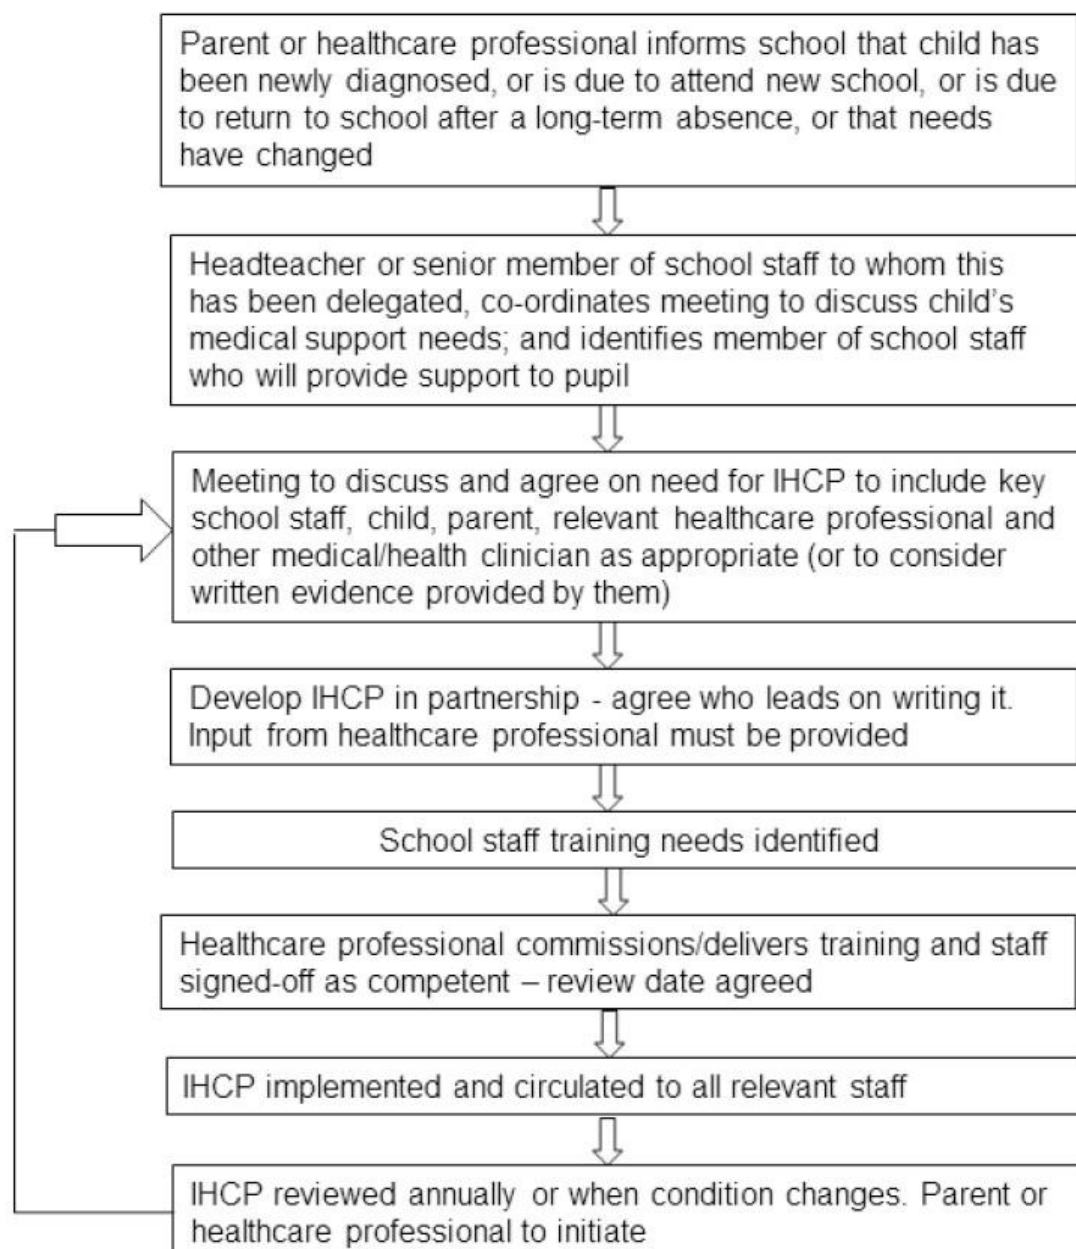 Parent or healthcare professional informs school that child has
been newly diagnosed, or is due to attend new school, or is due
to return to school after a long-term absence, or that needs
have changed
Headteacher or senior member of school staff to whom this
has been delegated, co-ordinates meeting to discuss child's
medical support needs; and identifies member of school staff
who will provide support to pupil
Meeting to discuss and agree on need for IHCP to include key
school staff, child, parent, relevant healthcare professional and
other medical/health clinician as appropriate (or to consider
written evidence provided by them)
Develop IHCP in partnership - agree who leads on writing it.
Input from healthcare professional must be provided
School staff training needs identified
Healthcare professional commissions/delivers training and staff
signed-off as competent – review date agreed
IHCP implemented and circulated to all relevant staff
IHCP reviewed annually or when condition changes. Parent or
healthcare professional to initiate